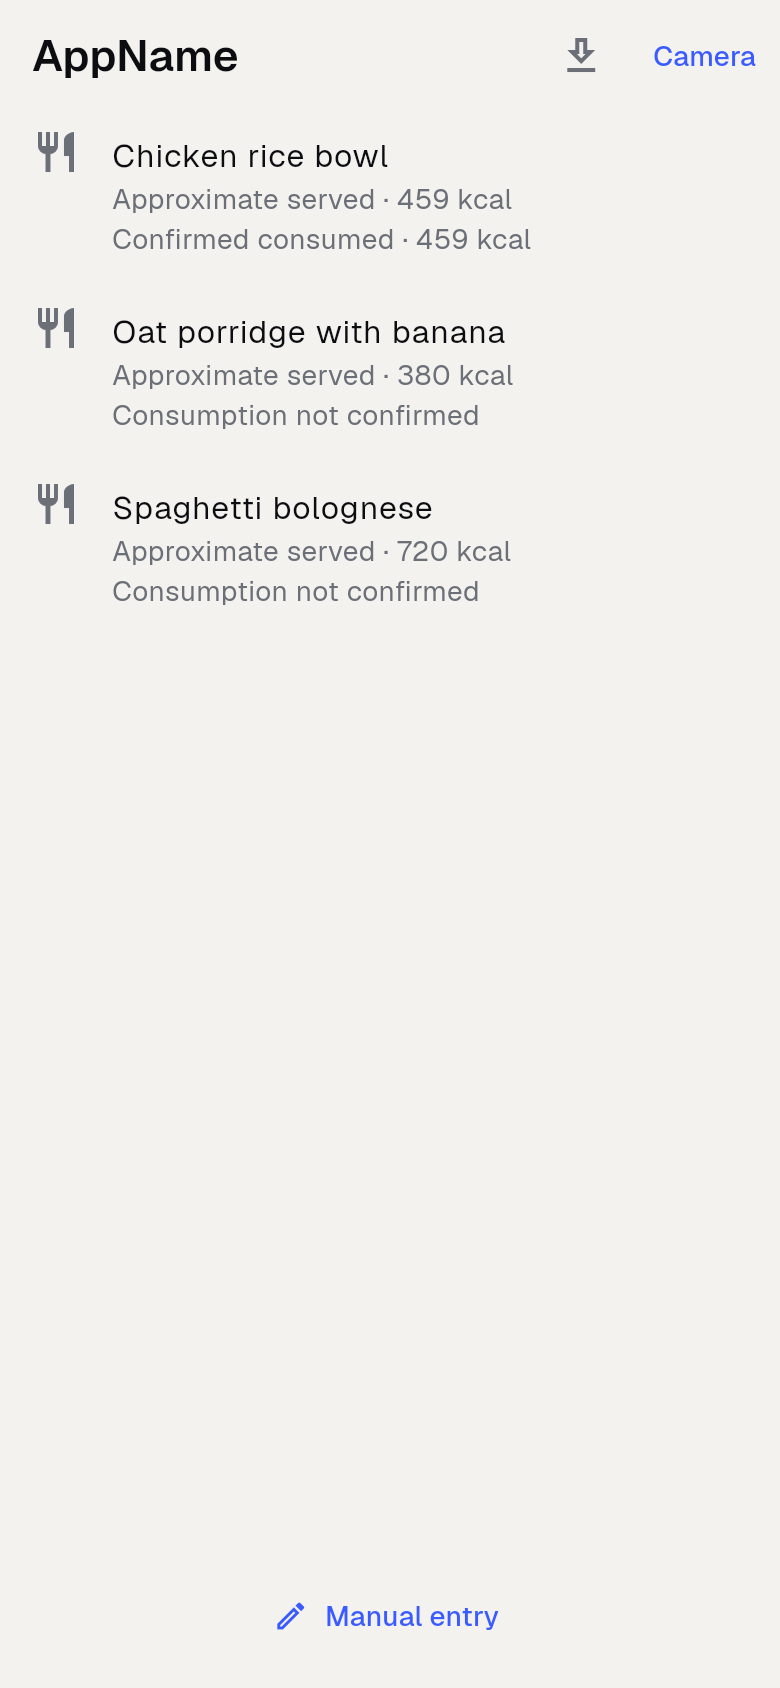 AppName
Camera
Chicken rice bowl
Approximate served · 459 kcal
Confirmed consumed · 459 kcal
Oat porridge with banana
Approximate served · 380 kcal
Consumption not confirmed
Spaghetti bolognese
Approximate served · 720 kcal
Consumption not confirmed
Manual entry